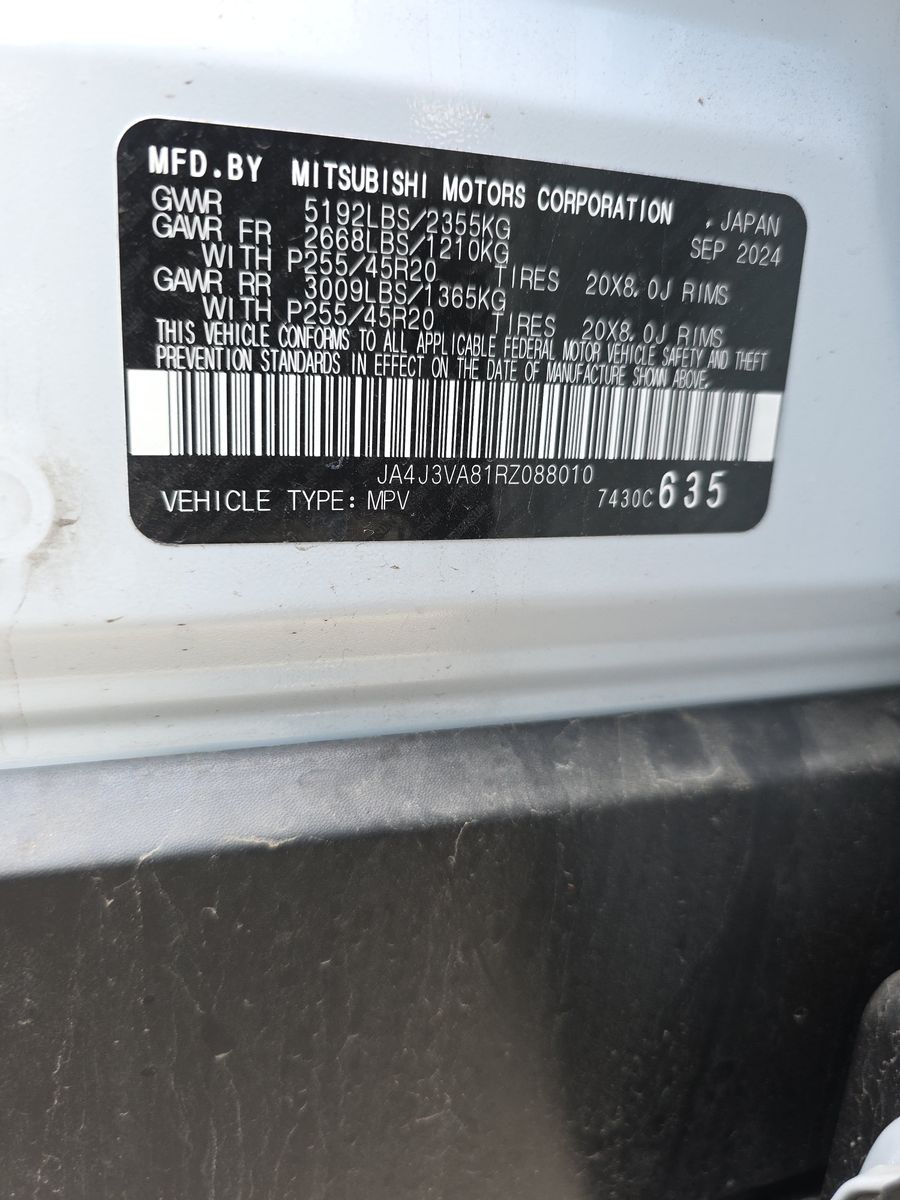 MFD.BY MITSUBISHI MOTORS CORPORATION , JAPAN
GVWR 5192LBS/2355KG SEP 2024
GAWR FR 2668LBS/1210KG
WITH P255/45R20 TIRES 20X8.0J RIMS
GAWR RR 3009LBS/1365KG
WITH P255/45R20 TIRES 20X8.0J RIMS
THIS VEHICLE CONFORMS TO ALL APPLICABLE FEDERAL MOTOR VEHICLE SAFETY AND THEFT
PREVENTION STANDARDS IN EFFECT ON THE DATE OF MANUFACTURE SHOWN ABOVE.
JA4J3VA81RZ088010
VEHICLE TYPE: MPV 7430C 635